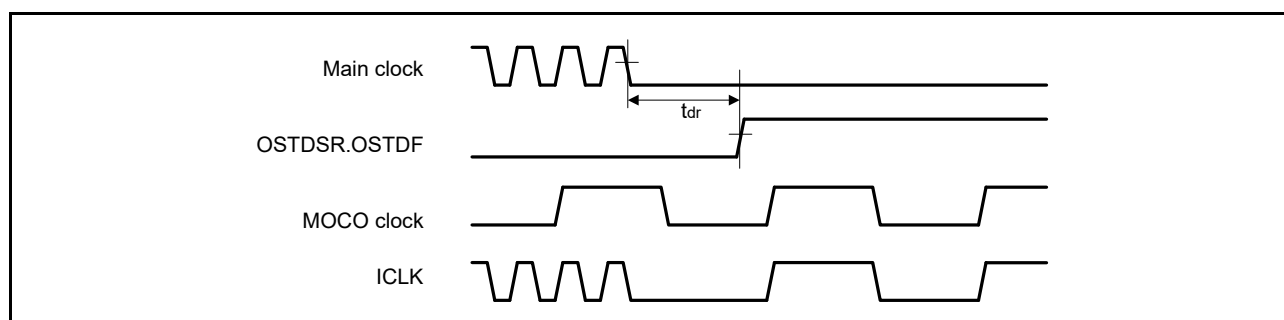 Main clock
tdr
OSTDSR.OSTDF
MOCO clock
ICLK